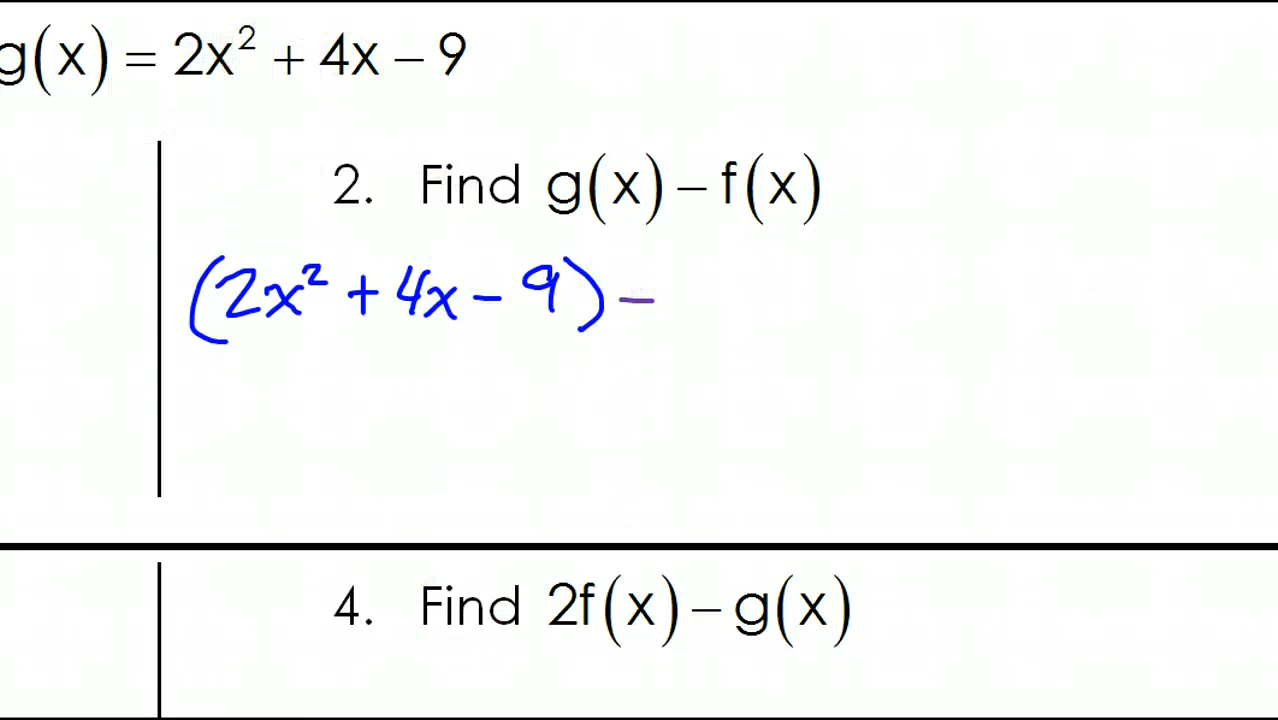 g(x) = 2x² + 4x − 9
2. Find g(x) − f(x)
(2x² + 4x − 9) −
4. Find 2f(x) − g(x)